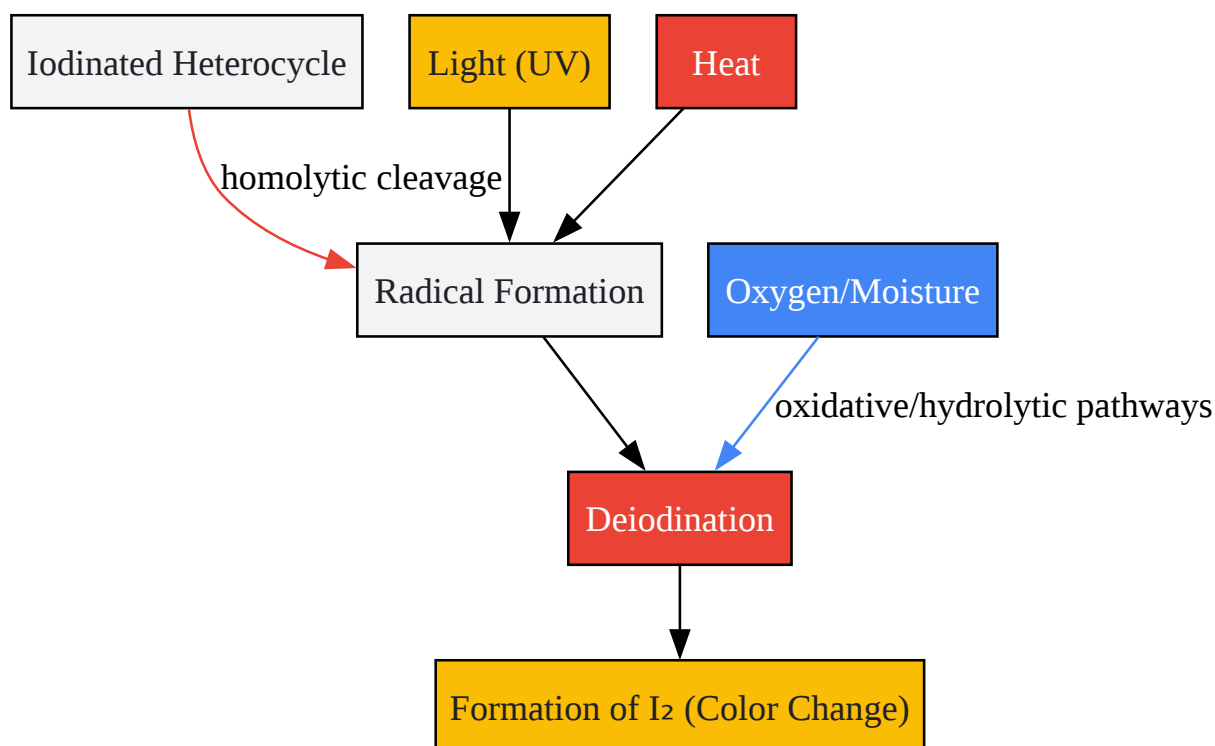 Iodinated Heterocycle
Light (UV)
Heat
homolytic cleavage
Radical Formation
Oxygen/Moisture
oxidative/hydrolytic pathways
Deiodination
Formation of I₂ (Color Change)